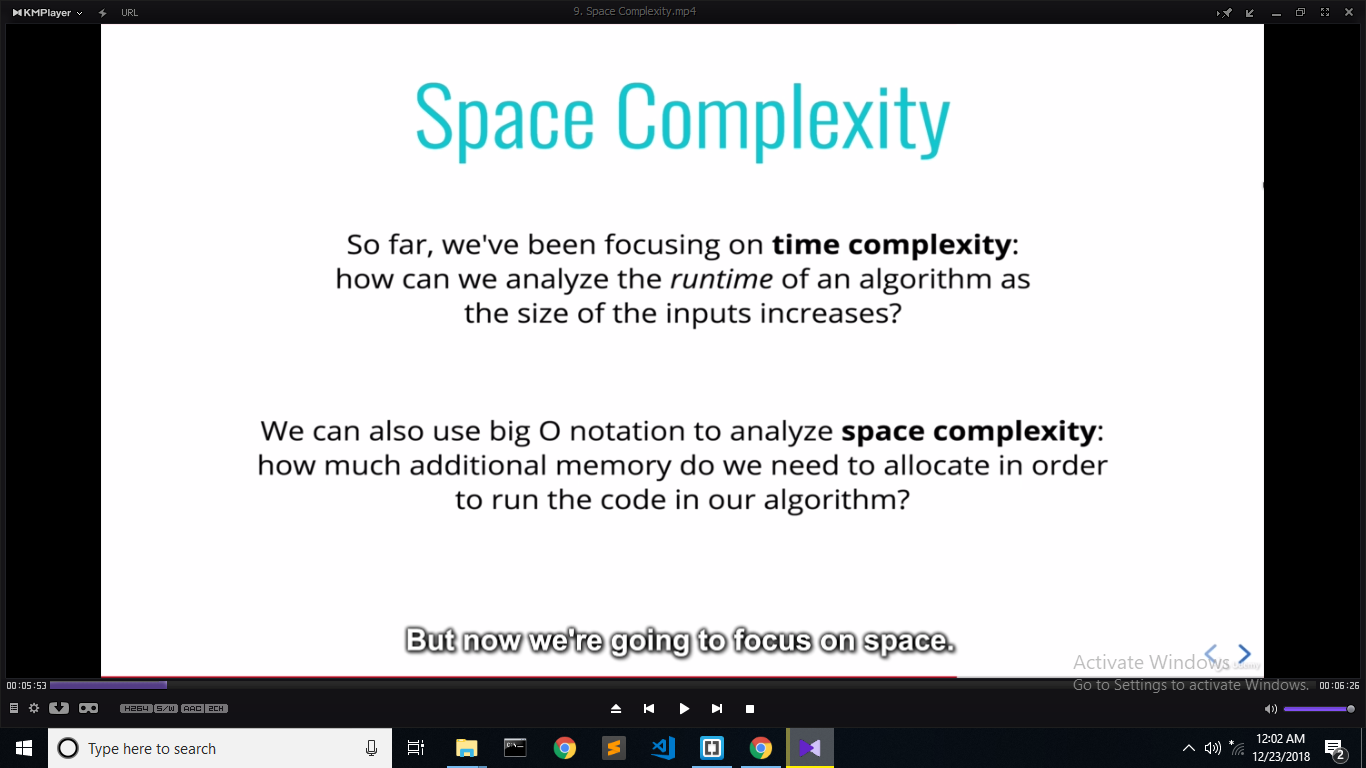 KMPlayer
URL
9. Space Complexity.mp4
Space Complexity
So far, we've been focusing on time complexity:
how can we analyze the runtime of an algorithm as
the size of the inputs increases?
We can also use big O notation to analyze space complexity:
how much additional memory do we need to allocate in order
to run the code in our algorithm?
But now we're going to focus on space.
Activate Windows
Go to Settings to activate Windows.
00:05:53
00:06:26
H264 S/W AAC 2CH
Type here to search
12:02 AM
12/23/2018
2